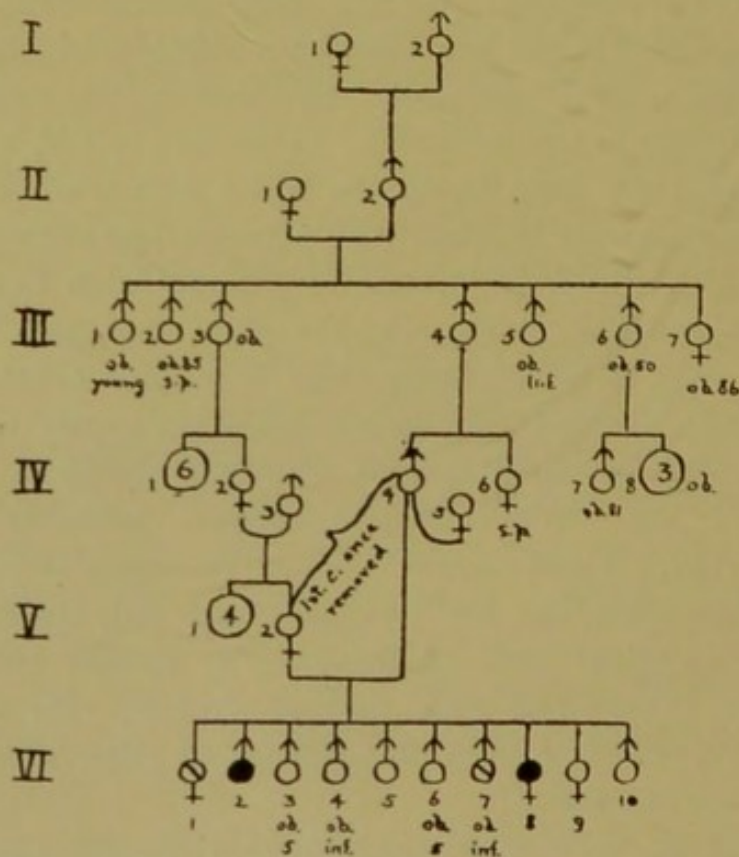 I
1 2
II
1 2
III
1 2 3 ob. 4 5 6 7
ob. ob. 85 ob. ob. 50 ob. 86
young s.p.
IV
1 6 2 3 4 5 6 7 8 3 ob.
s.p. ob. 81
1st. c. once
removed
V
1 4 2
VI
1 2 3 4 5 6 7 8 9 10
ob. ob. ob. ob.
5 inf. inf.